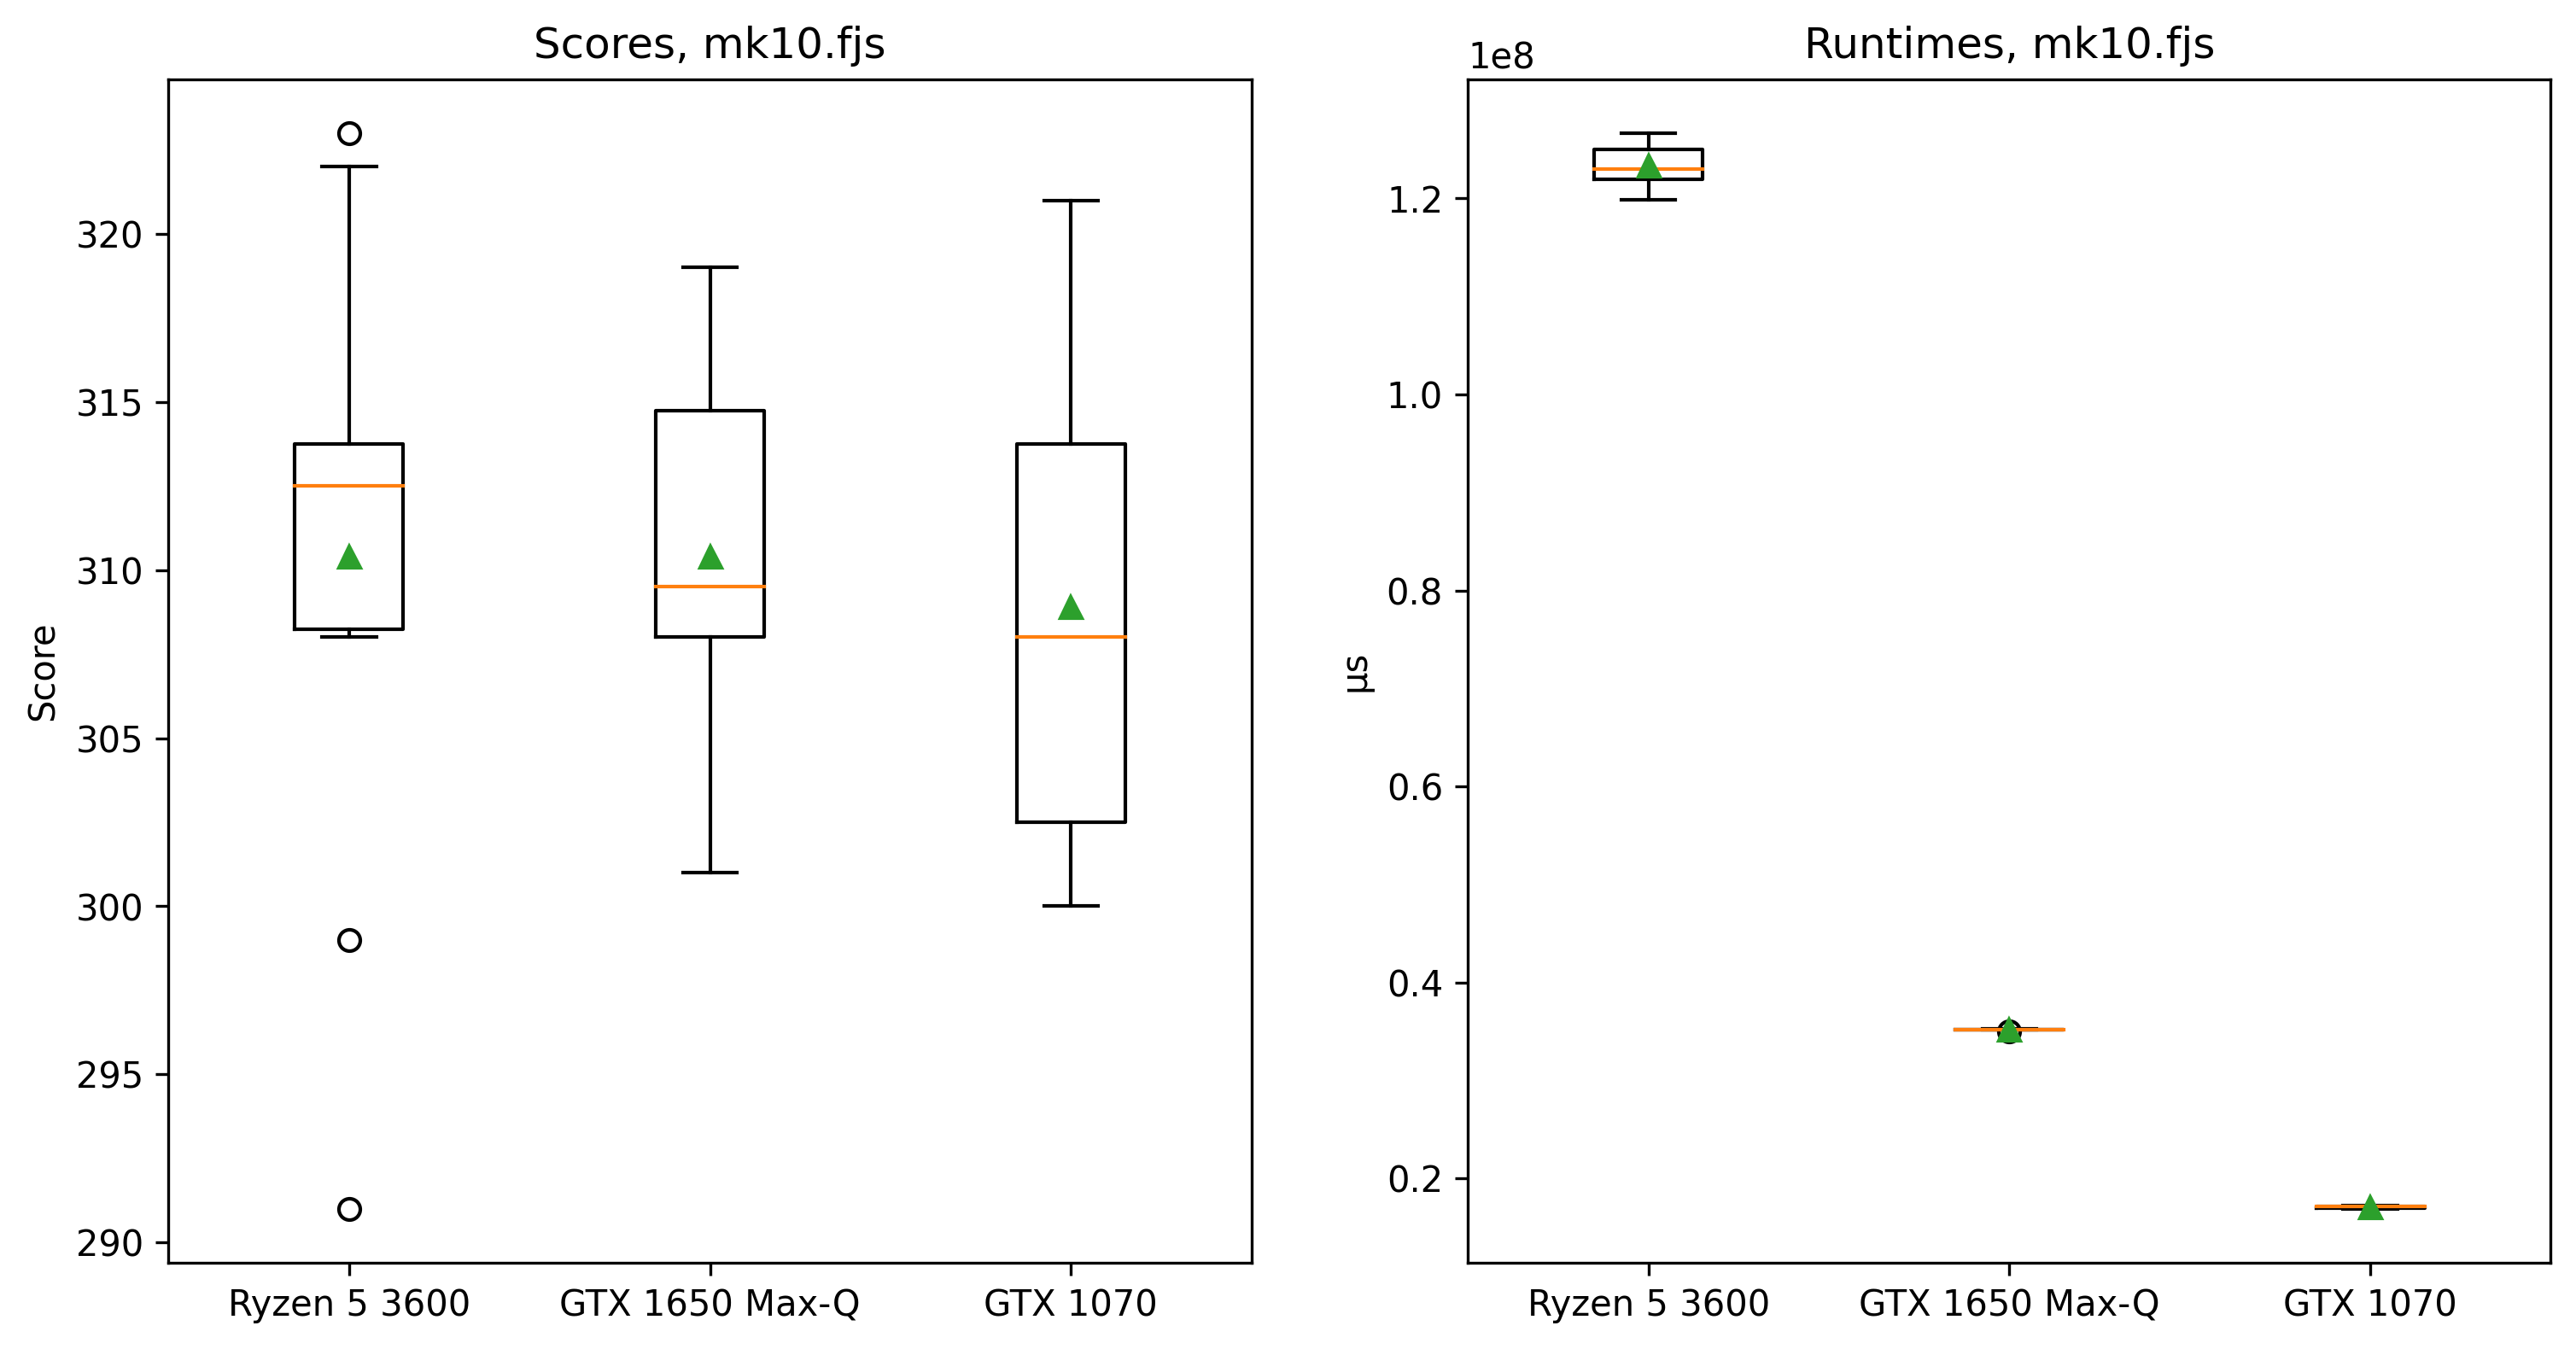 Scores, mk10.fjs
Score
320
315
310
305
300
295
290
Ryzen 5 3600 GTX 1650 Max-Q GTX 1070
Runtimes, mk10.fjs
1e8
µs
1.2
1.0
0.8
0.6
0.4
0.2
Ryzen 5 3600 GTX 1650 Max-Q GTX 1070